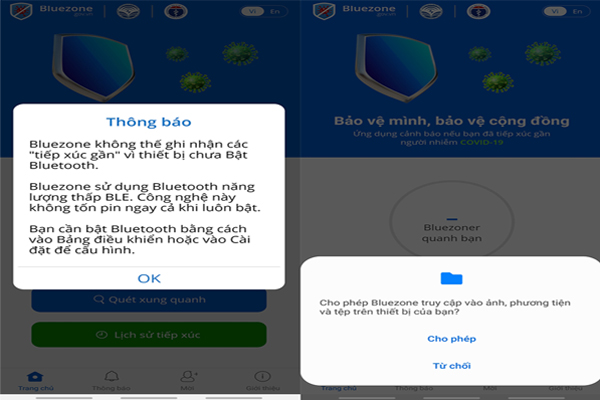 Bluezone
.gov.vn
Vi
En
Thông báo
Bluezone không thể ghi nhận các
"tiếp xúc gần" vì thiết bị chưa Bật
Bluetooth.
Bluezone sử dụng Bluetooth năng
lượng thấp BLE. Công nghệ này
không tốn pin ngay cả khi luôn bật.
Bạn cần bật Bluetooth bằng cách
vào Bảng điều khiển hoặc vào Cài
đặt để cấu hình.
OK
Quét xung quanh
Lịch sử tiếp xúc
Trang chủ
Thông báo
Mời
Giới thiệu
Bluezone
.gov.vn
Vi
En
Bảo vệ mình, bảo vệ cộng đồng
Ứng dụng cảnh báo nếu bạn đã tiếp xúc gần
người nhiễm COVID-19
Bluezoner
quanh bạn
Cho phép Bluezone truy cập vào ảnh, phương tiện
và tệp trên thiết bị của bạn?
Cho phép
Từ chối
Trang chủ
Thông báo
Mời
Giới thiệu